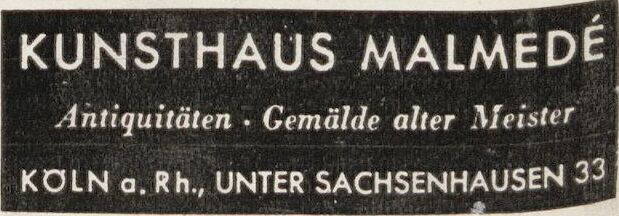 KUNSTHAUS MALMEDÉ
Antiquitäten · Gemälde alter Meister
KÖLN a. Rh., UNTER SACHSENHAUSEN 33